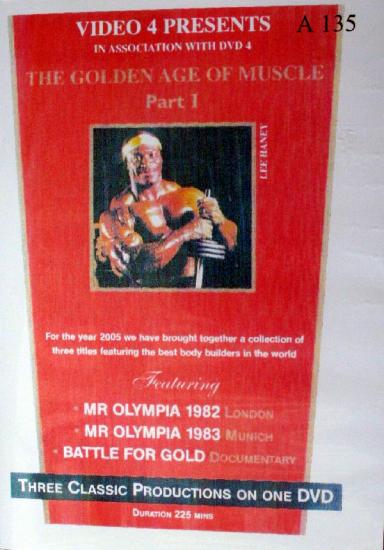 VIDEO 4 PRESENTS
A 135
IN ASSOCIATION WITH DVD 4
THE GOLDEN AGE OF MUSCLE
Part I
LEE HANEY
For the year 2005 we have brought together a collection of
three titles featuring the best body builders in the world
Featuring
• MR OLYMPIA 1982 LONDON
• MR OLYMPIA 1983 MUNICH
• BATTLE FOR GOLD DOCUMENTARY
THREE CLASSIC PRODUCTIONS ON ONE DVD
DURATION 225 MINS